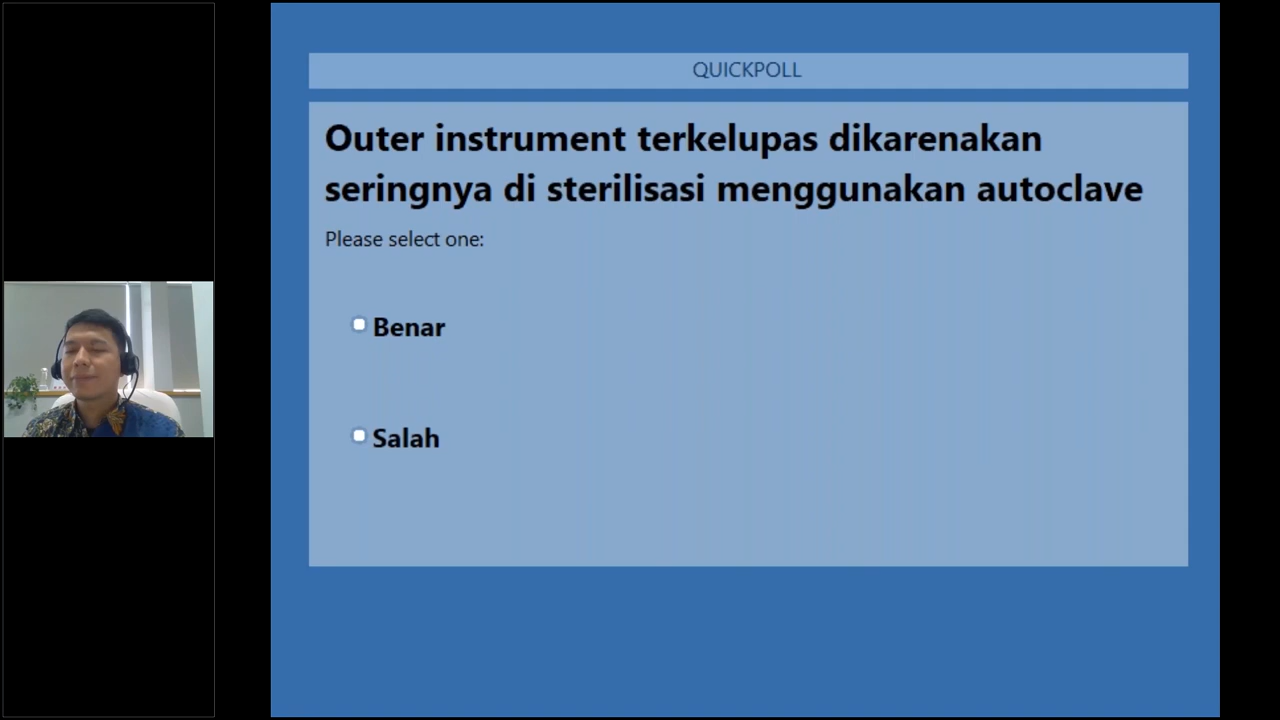 QUICKPOLL
Outer instrument terkelupas dikarenakan
seringnya di sterilisasi menggunakan autoclave
Please select one:
Benar
Salah